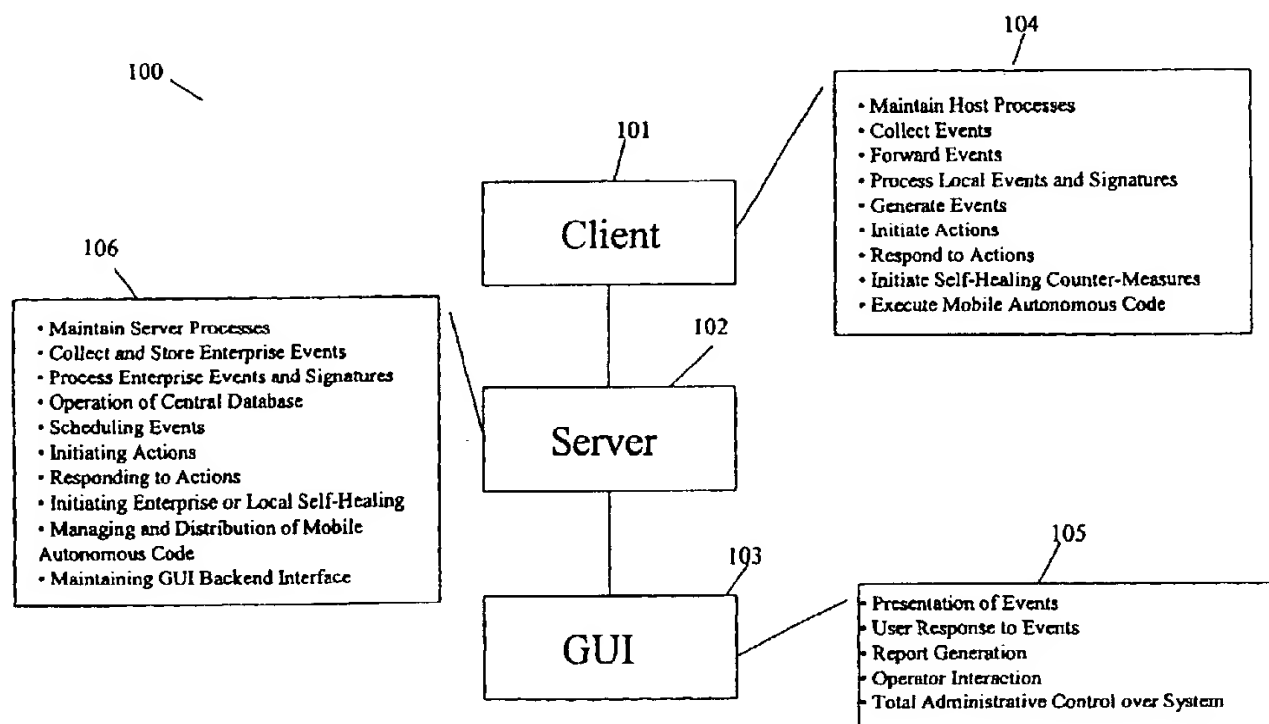 100
104
• Maintain Host Processes
• Collect Events
• Forward Events
• Process Local Events and Signatures
• Generate Events
• Initiate Actions
• Respond to Actions
• Initiate Self-Healing Counter-Measures
• Execute Mobile Autonomous Code
101
Client
106
• Maintain Server Processes
• Collect and Store Enterprise Events
• Process Enterprise Events and Signatures
• Operation of Central Database
• Scheduling Events
• Initiating Actions
• Responding to Actions
• Initiating Enterprise or Local Self-Healing
• Managing and Distribution of Mobile
Autonomous Code
• Maintaining GUI Backend Interface
102
Server
103
GUI
105
• Presentation of Events
• User Response to Events
• Report Generation
• Operator Interaction
• Total Administrative Control over System